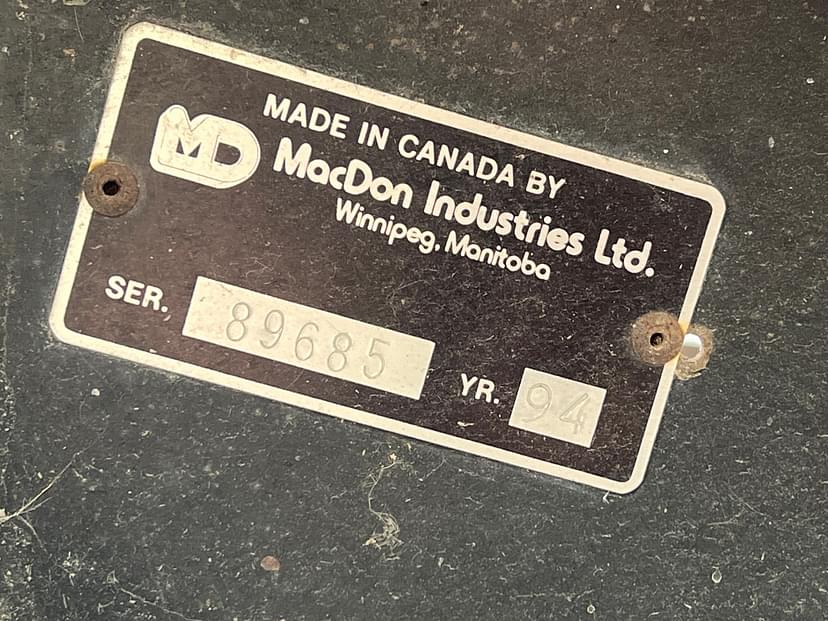 MD
MADE IN CANADA BY
MacDon Industries Ltd.
Winnipeg, Manitoba
SER. 89685
YR. 94